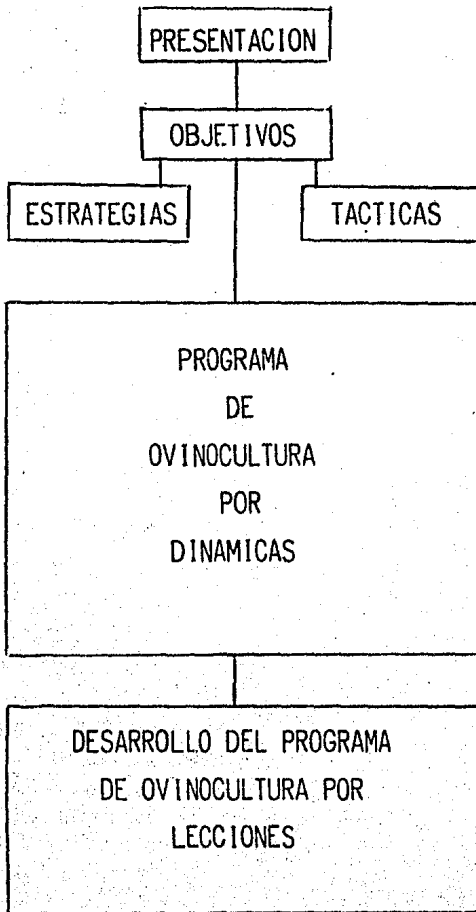 PRESENTACION
OBJETIVOS
ESTRATEGIAS
TACTICAS
PROGRAMA
DE
OVINOCULTURA
POR
DINAMICAS
DESARROLLO DEL PROGRAMA
DE OVINOCULTURA POR
LECCIONES